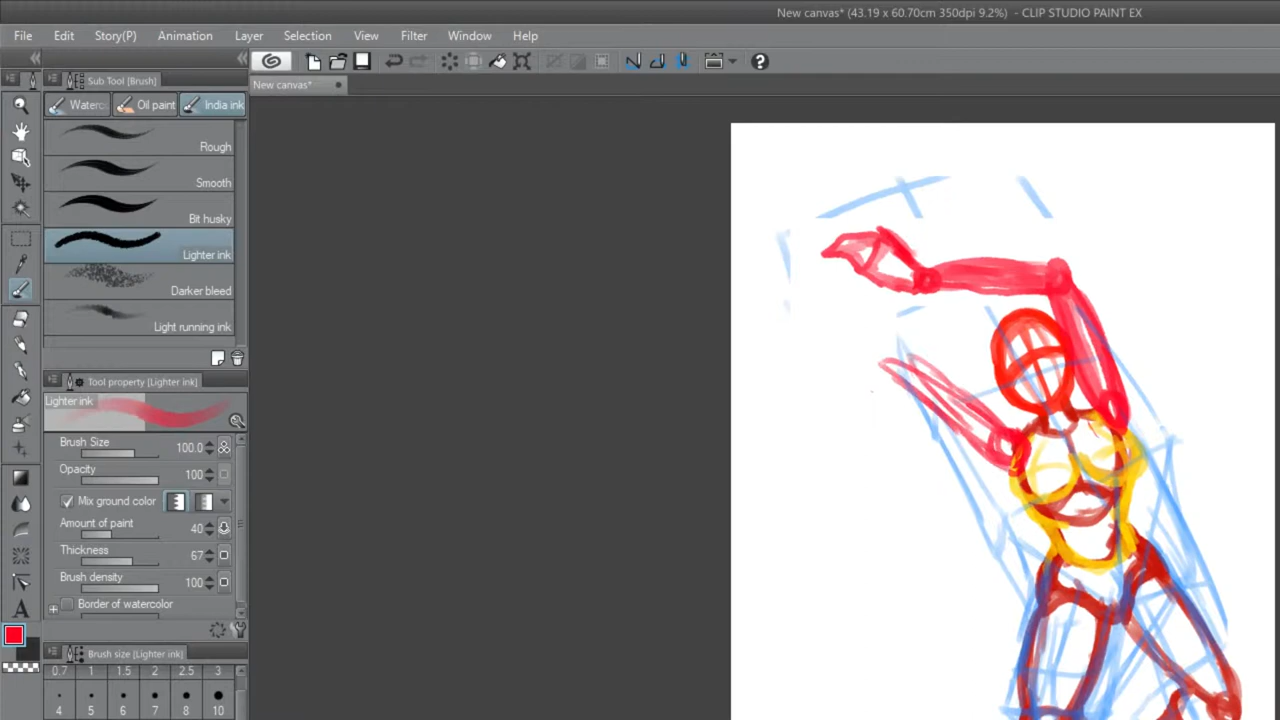 New canvas* (43.19 x 60.70cm 350dpi 9.2%) - CLIP STUDIO PAINT EX
File Edit Story(P) Animation Layer Selection View Filter Window Help
Sub Tool [Brush]
New canvas*
Waterc Oil paint India ink
Rough
Smooth
Bit husky
Lighter ink
Darker bleed
Light running ink
Tool property [Lighter ink]
Lighter ink
Brush Size 100.0
Opacity 100
Mix ground color
Amount of paint 40
Thickness 67
Brush density 100
Border of watercolor
Brush size [Lighter ink]
0.7 1 1.5 2 2.5 3
4 5 6 7 8 10